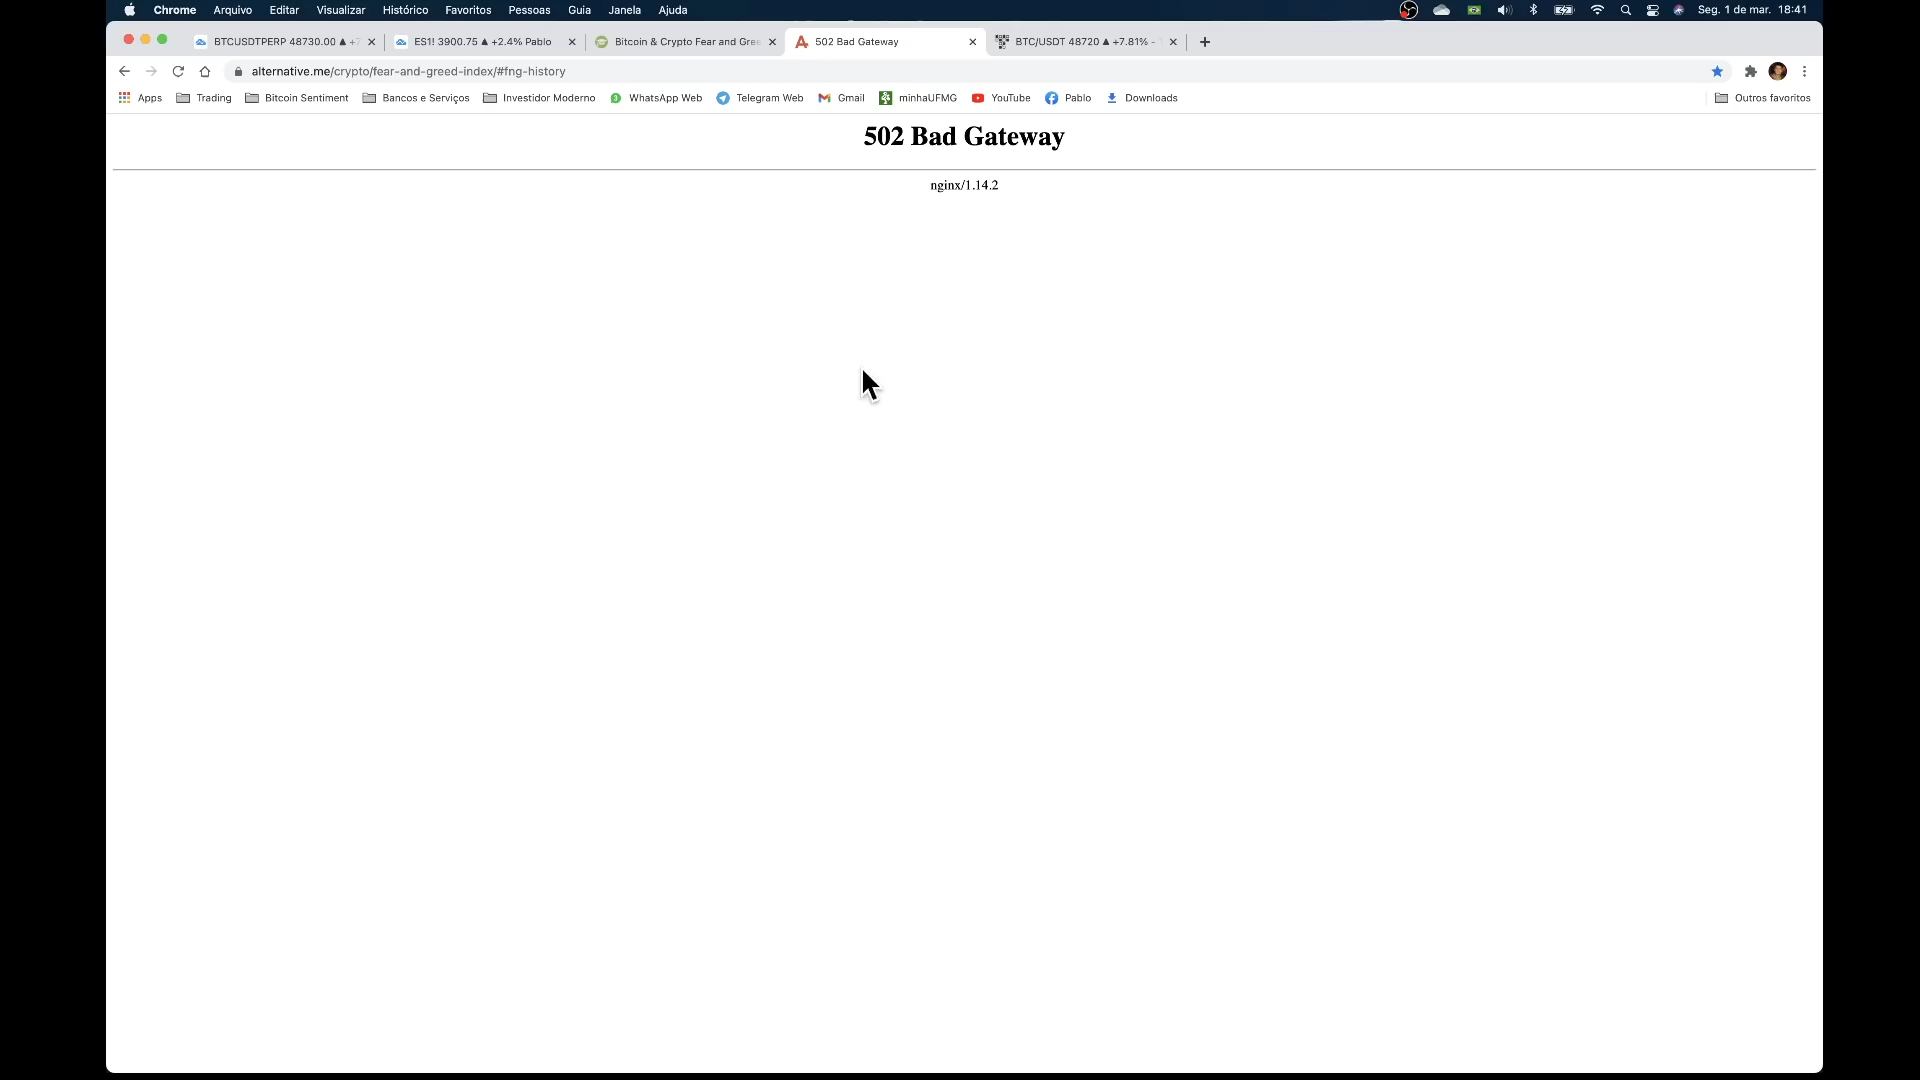 Chrome Arquivo Editar Visualizar Histórico Favoritos Pessoas Guia Janela Ajuda Seg. 1 de mar. 18:41
BTCUSDTPERP 48730.00 ▲ +7 ES1! 3900.75 ▲ +2.4% Pablo Bitcoin & Crypto Fear and Gree 502 Bad Gateway BTC/USDT 48720 ▲ +7.81% -
alternative.me/crypto/fear-and-greed-index/#fng-history
Apps Trading Bitcoin Sentiment Bancos e Serviços Investidor Moderno WhatsApp Web Telegram Web Gmail minhaUFMG YouTube Pablo Downloads Outros favoritos
502 Bad Gateway
nginx/1.14.2